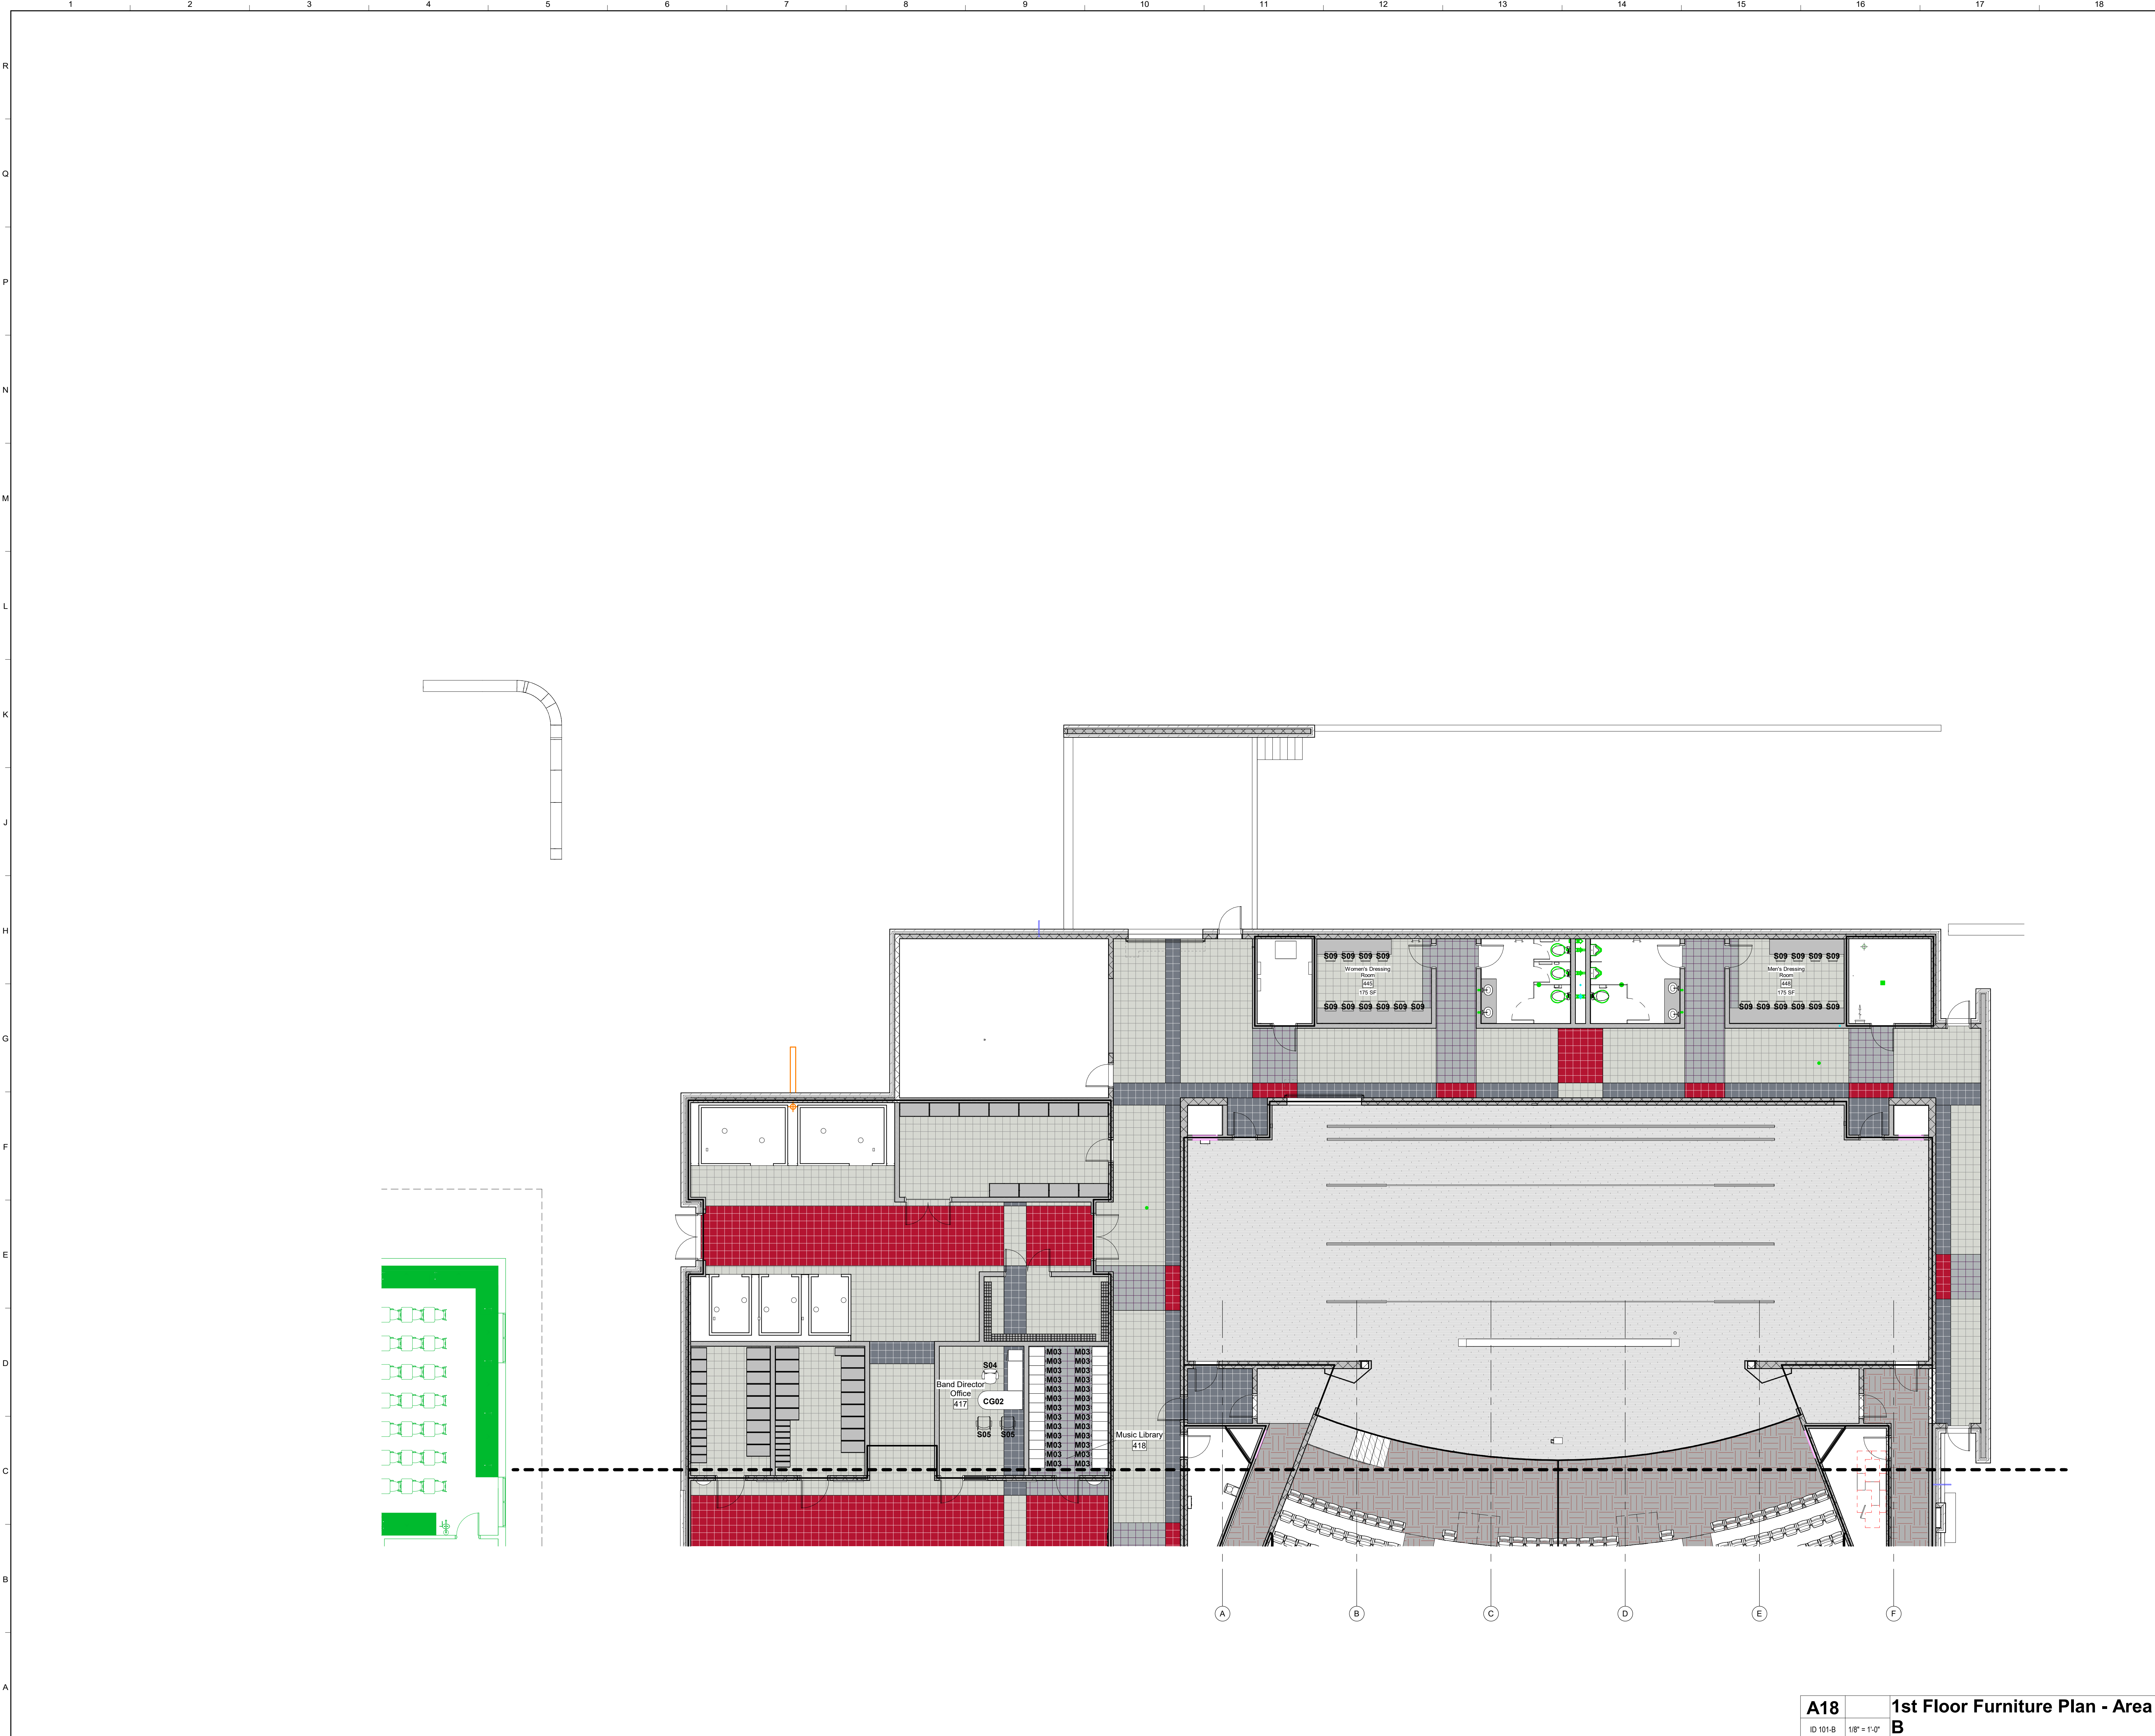 1 2 3 4 5 6 7 8 9 10 11 12 13 14 15 16 17 18
R
Q
P
N
M
L
K
J
H
S09 S09 S09 S09
S09 S09 S09 S09
Women's Dressing
Room
445
175 SF
Men's Dressing
Room
448
175 SF
S09 S09 S09 S09 S09 S09
S09 S09 S09 S09 S09 S09
G
F
E
D
M03 M03
M03 M03
M03 M03
M03 M03
M03 M03
M03 M03
M03 M03
M03 M03
M03 M03
M03 M03
M03 M03
M03 M03
M03 M03
S04
Band Director
Office
417
CG02
S05 S05
Music Library
418
C
B
A B C D E F
A
A18
1st Floor Furniture Plan - Area
B
ID 101-B
1/8" = 1'-0"